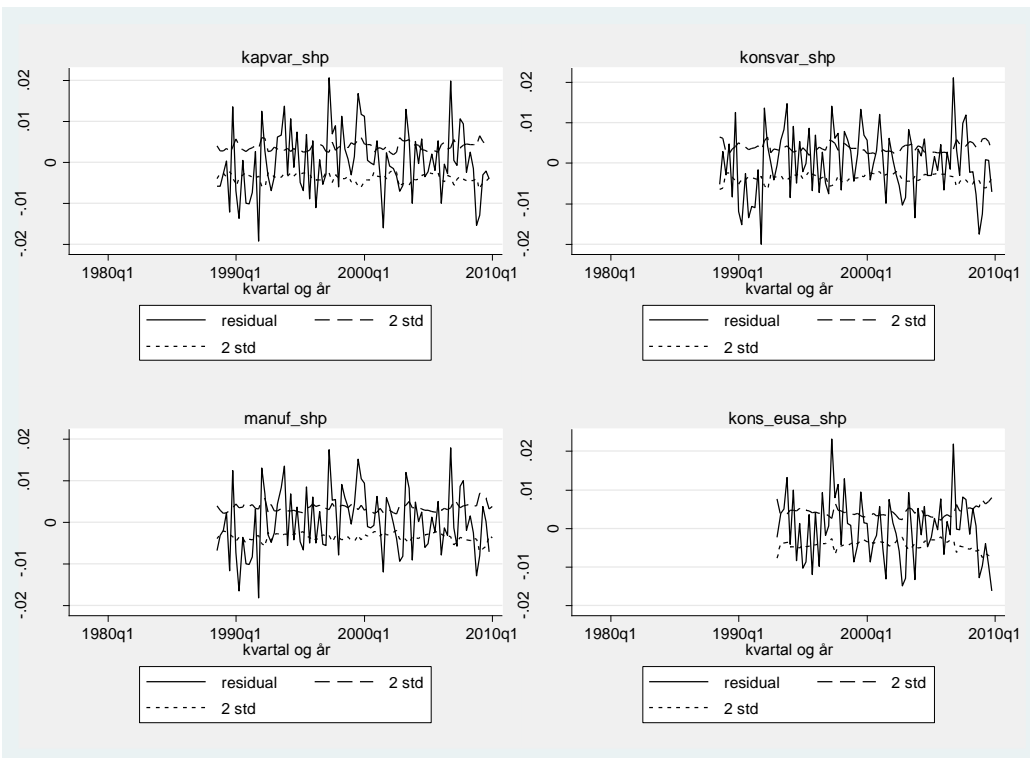 kapvar_shp
.02
.01
0
-.01
-.02
1980q1 1990q1 2000q1 2010q1
kvartal og år
residual 2 std
2 std
konsvar_shp
.02
.01
0
-.01
-.02
1980q1 1990q1 2000q1 2010q1
kvartal og år
residual 2 std
2 std
manuf_shp
.02
.01
0
-.01
-.02
1980q1 1990q1 2000q1 2010q1
kvartal og år
residual 2 std
2 std
kons_eusa_shp
.02
.01
0
-.01
-.02
1980q1 1990q1 2000q1 2010q1
kvartal og år
residual 2 std
2 std